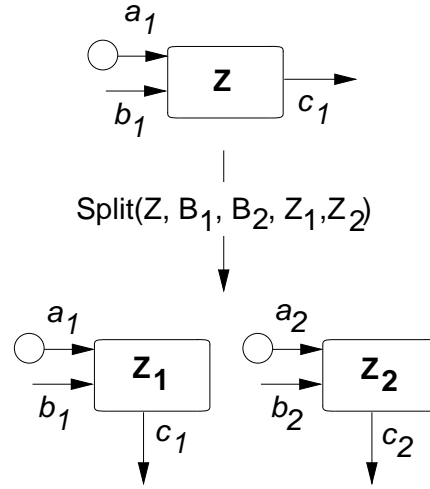 a₁
Z
b₁
c₁
Split(Z, B₁, B₂, Z₁,Z₂)
a₁ a₂
Z₁ Z₂
b₁ b₂
c₁ c₂